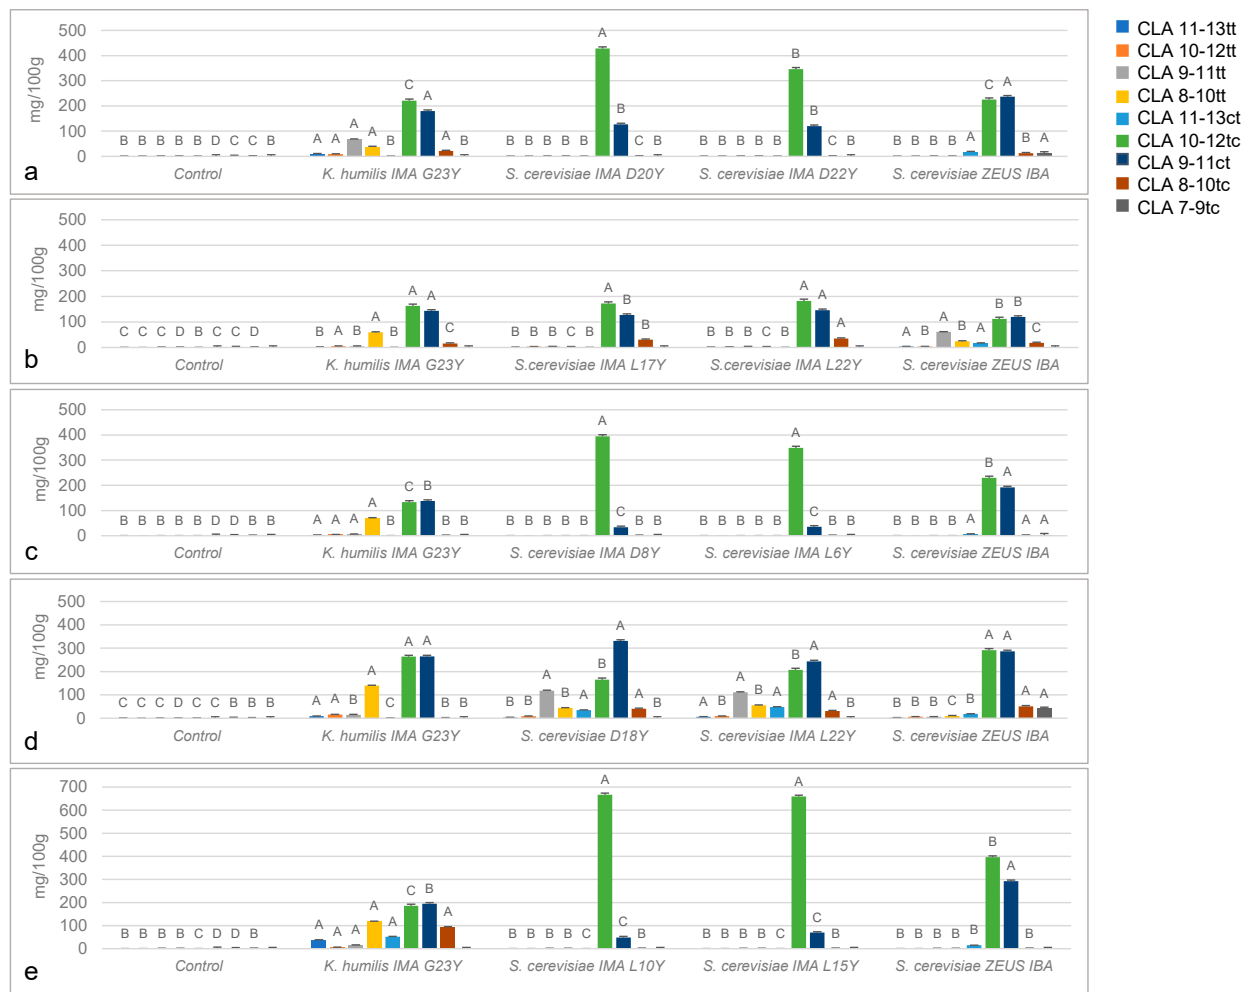 CLA 11-13tt
CLA 10-12tt
CLA 9-11tt
CLA 8-10tt
CLA 11-13ct
CLA 10-12tc
CLA 9-11ct
CLA 8-10tc
CLA 7-9tc
a
mg/100g
500
400
300
200
100
0
B B B B B D C C B
A A A A B C A A B
B B B B B A B C B
B B B B B B B C B
B B B B A C A B A
Control
K. humilis IMA G23Y
S. cerevisiae IMA D20Y
S. cerevisiae IMA D22Y
S. cerevisiae ZEUS IBA
b
mg/100g
500
400
300
200
100
0
C C C D B C C D
B A B A B A A C
B B B C B A B B
B B B C B A A A
A B A B A B B C
Control
K. humilis IMA G23Y
S.cerevisiae IMA L17Y
S.cerevisiae IMA L22Y
S. cerevisiae ZEUS IBA
c
mg/100g
500
400
300
200
100
0
B B B B B D D B B
A A A A B C B B B
B B B B B A C B B
B B B B B A C B B
B B B B A B A A A
Control
K. humilis IMA G23Y
S. cerevisiae IMA D8Y
S. cerevisiae IMA L6Y
S. cerevisiae ZEUS IBA
d
mg/100g
500
400
300
200
100
0
C C C D C C B B B
A A B A C A A B B
B B A B A B A A B
A B A B A B A A B
B B B C B A A A A
Control
K. humilis IMA G23Y
S. cerevisiae D18Y
S. cerevisiae IMA L22Y
S. cerevisiae ZEUS IBA
e
mg/100g
700
600
500
400
300
200
100
0
B B B B C D D B
A A A A A C B A
B B B B C A C B
B B B B C A C B
B B B B B B A B
Control
K. humilis IMA G23Y
S. cerevisiae IMA L10Y
S. cerevisiae IMA L15Y
S. cerevisiae ZEUS IBA